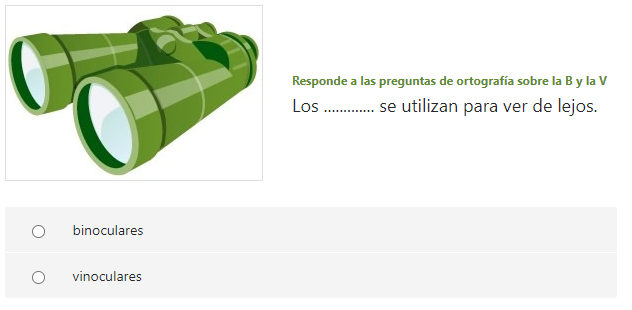 Responde a las preguntas de ortografía sobre la B y la V
Los ............. se utilizan para ver de lejos.
binoculares
vinoculares